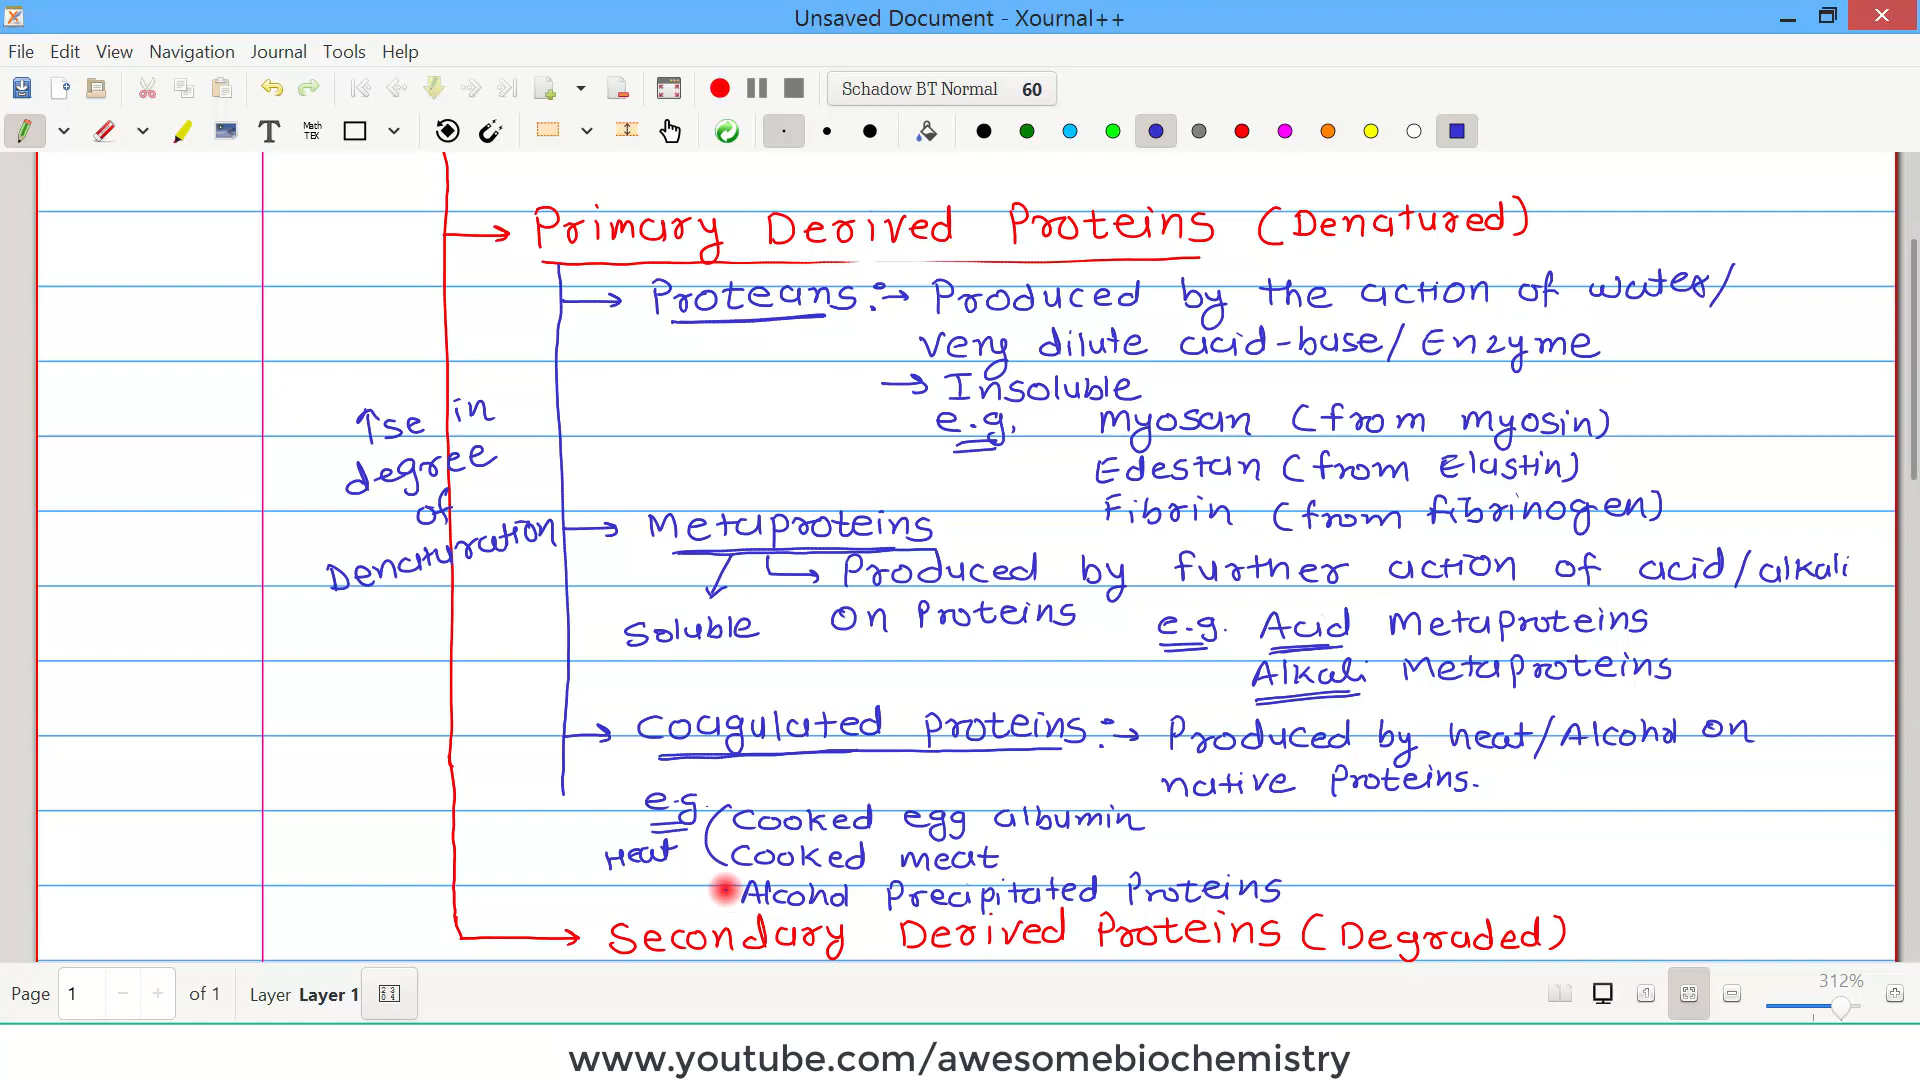 Unsaved Document - Xournal++
File Edit View Navigation Journal Tools Help
Schadow BT Normal 60
Math TEX
Primary Derived Proteins (Denatured)
Proteans :→ Produced by the action of water/
very dilute acid-base/Enzyme
→ Insoluble
e.g. Myosan (from myosin)
Edestan (from Elastin)
Fibrin (from fibrinogen)
↑se in
degree
of
Denaturation
Metaproteins
Produced by further action of acid/alkali
on Proteins
Soluble
e.g. Acid Metaproteins
Alkali Metaproteins
Coagulated proteins :→ Produced by heat/Alcohol on
native Proteins.
e.g.
Heat
Cooked egg albumin
Cooked meat
Alcohol Precipitated Proteins
Secondary Derived Proteins (Degraded)
Page 1 of 1 Layer Layer 1
312%
www.youtube.com/awesomebiochemistry